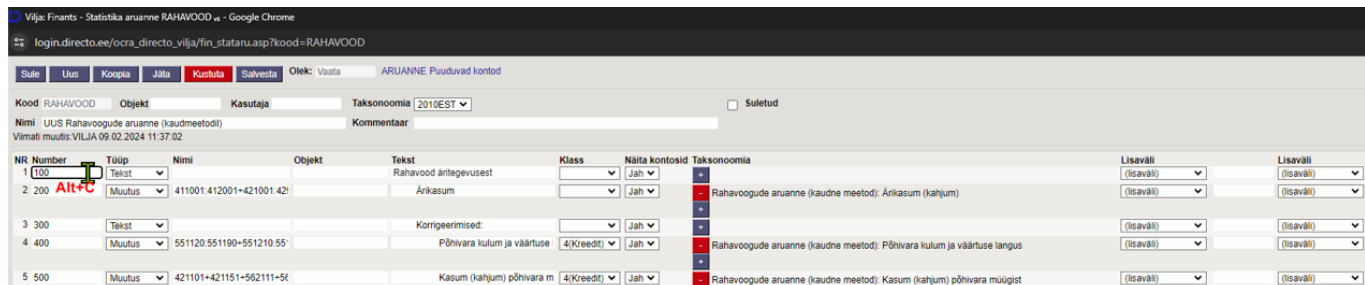 Vilja: Finants - Statistika aruanne RAHAVOOD v6 - Google Chrome
login.directo.ee/ocra_directo_vilja/fin_stataru.asp?kood=RAHAVOOD
Sule Uus Koopia Jäta Kustuta Salvesta Olek: Vaata ARUANNE Puuduvad kontod
Kood RAHAVOOD Objekt Kasutaja Taksonoomia 2010EST Suletud
Nimi UUS Rahavoogude aruanne (kaudmeetodil) Kommentaar
Viimati muutis:VILJA 09.02.2024 11:37:02
NR Number Tüüp Nimi Objekt Tekst Klass Näita kontosid Taksonoomia Lisaväli Lisaväli
1 100 Tekst Rahavood äritegevusest Jah + (lisaväli) (lisaväli)
2 200 Alt+C Muutus 411001:412001+421001:429 Ärikasum Jah - Rahavoogude aruanne (kaudne meetod): Ärikasum (kahjum) (lisaväli) (lisaväli)
+
3 300 Tekst Korrigeerimised: Jah + (lisaväli) (lisaväli)
4 400 Muutus 551120:551190+551210:55 Põhivara kulum ja väärtuse 4(Kreedit) Jah - Rahavoogude aruanne (kaudne meetod): Põhivara kulum ja väärtuse langus (lisaväli) (lisaväli)
+
5 500 Muutus 421101+421151+562111+56 Kasum (kahjum) põhivara m 4(Kreedit) Jah - Rahavoogude aruanne (kaudne meetod): Kasum (kahjum) põhivara müügist (lisaväli) (lisaväli)